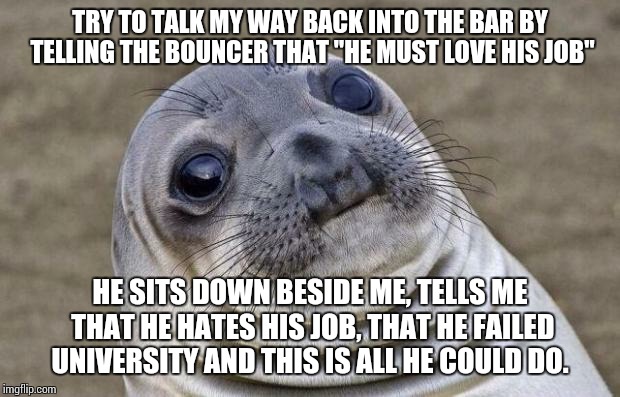 TRY TO TALK MY WAY BACK INTO THE BAR BY
TELLING THE BOUNCER THAT "HE MUST LOVE HIS JOB"
HE SITS DOWN BESIDE ME, TELLS ME
THAT HE HATES HIS JOB, THAT HE FAILED
UNIVERSITY AND THIS IS ALL HE COULD DO.
imgflip.com